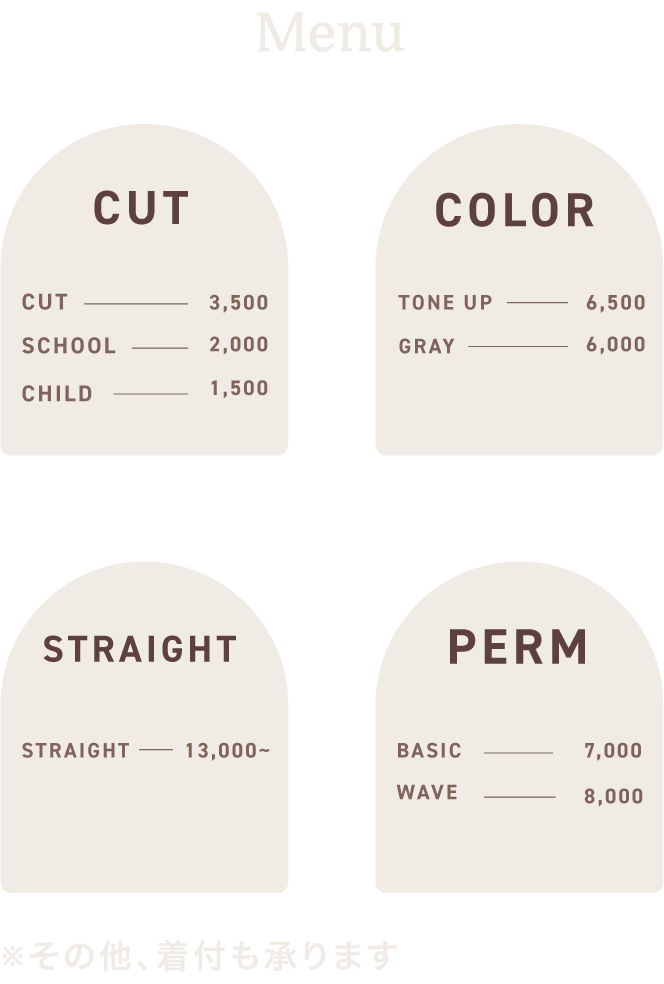 Menu
CUT
CUT 3,500
SCHOOL 2,000
CHILD 1,500
COLOR
TONE UP 6,500
GRAY 6,000
STRAIGHT
STRAIGHT 13,000~
PERM
BASIC 7,000
WAVE 8,000
※その他、着付も承ります